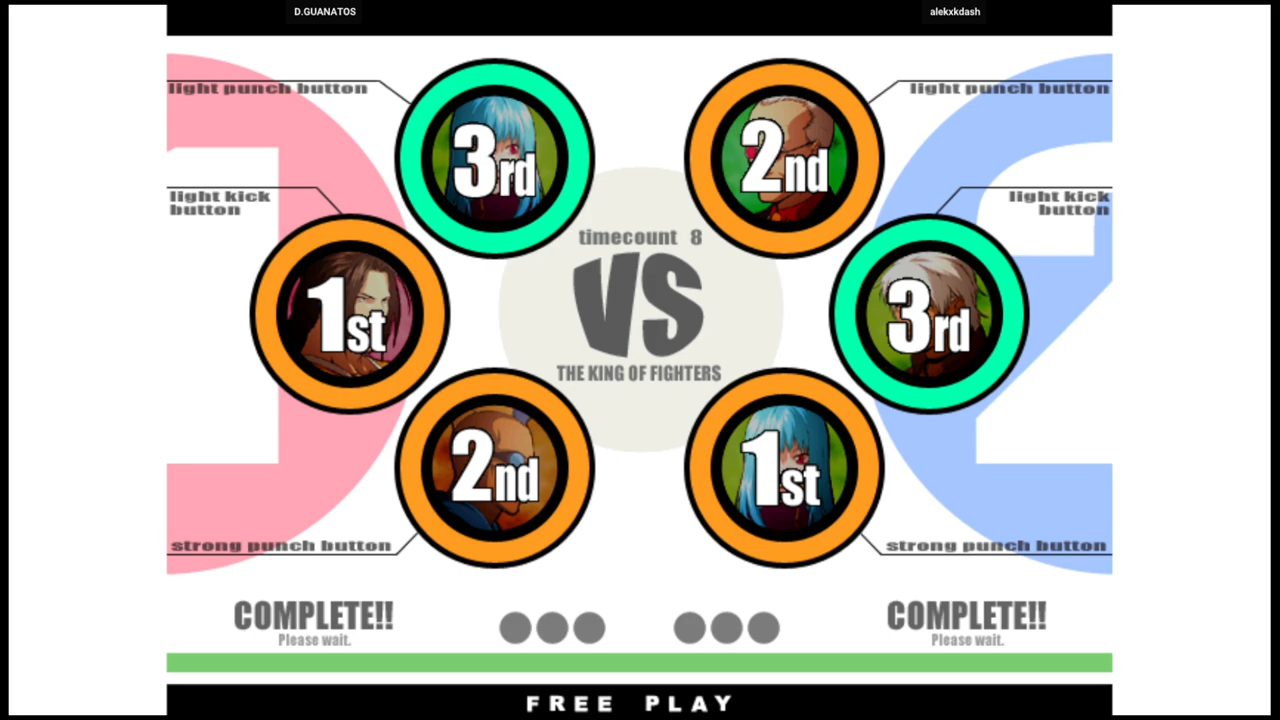 D.GUANATOS
alekxkdash
light punch button
light punch button
3rd
2nd
light kick
button
light kick
button
timecount 8
VS
1st
3rd
THE KING OF FIGHTERS
2nd
1st
strong punch button
strong punch button
COMPLETE!!
Please wait.
COMPLETE!!
Please wait.
FREE PLAY